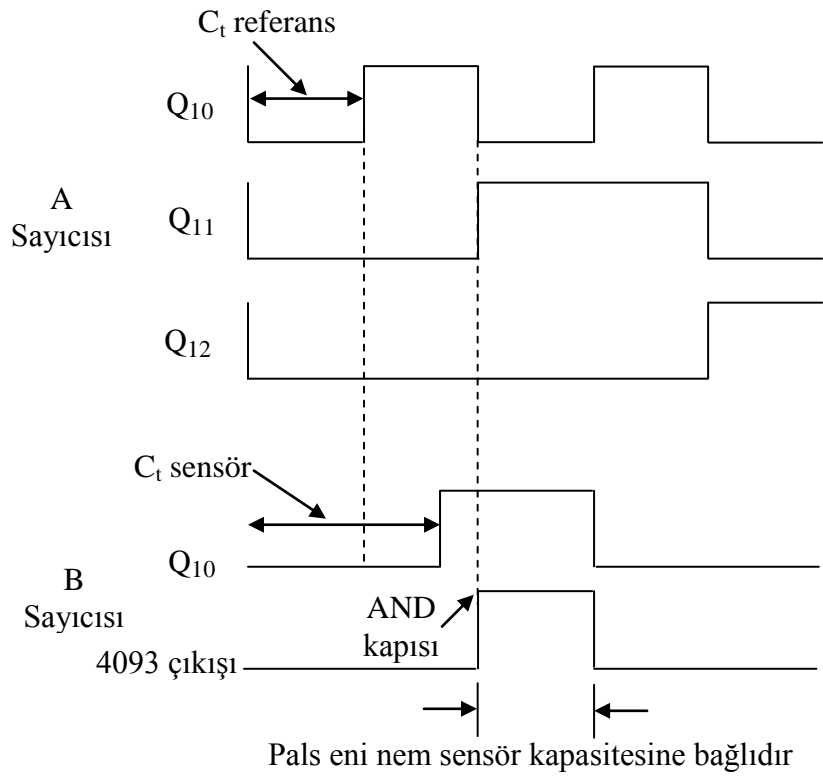 Cₜ referans
Q₁₀
A
Sayıcısı
Q₁₁
Q₁₂
Cₜ sensör
Q₁₀
B
Sayıcısı
AND
kapısı
4093 çıkışı
Pals eni nem sensör kapasitesine bağlıdır